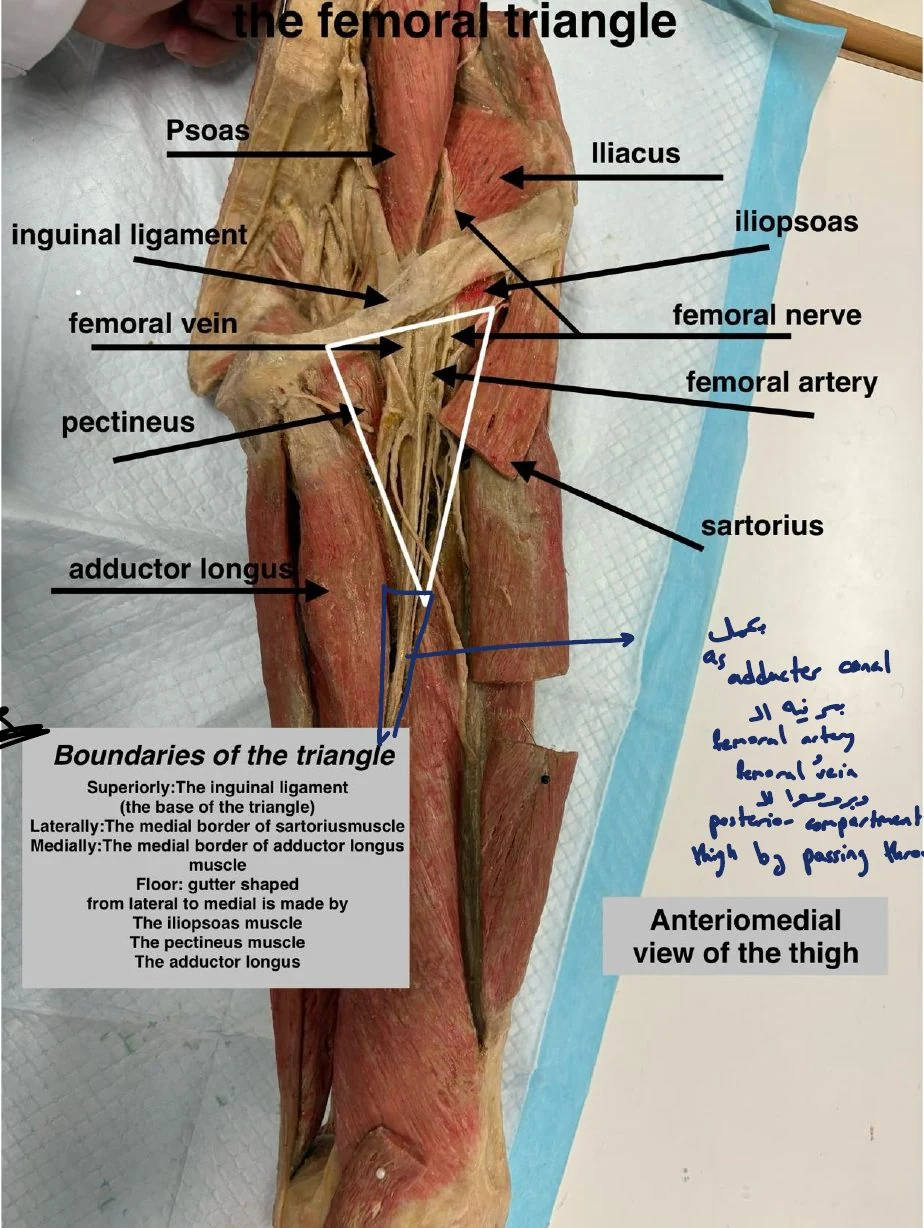 the femoral triangle
Psoas
Iliacus
inguinal ligament
iliopsoas
femoral vein
femoral nerve
femoral artery
pectineus
sartorius
adductor longus
as
adducter canal
femoral artery
femoral vein
posterior compartment
thigh by passing
Boundaries of the triangle
Superiorly:The inguinal ligament
(the base of the triangle)
Laterally:The medial border of sartoriusmuscle
Medially:The medial border of adductor longus
muscle
Floor: gutter shaped
from lateral to medial is made by
The iliopsoas muscle
The pectineus muscle
The adductor longus
Anteriomedial
view of the thigh